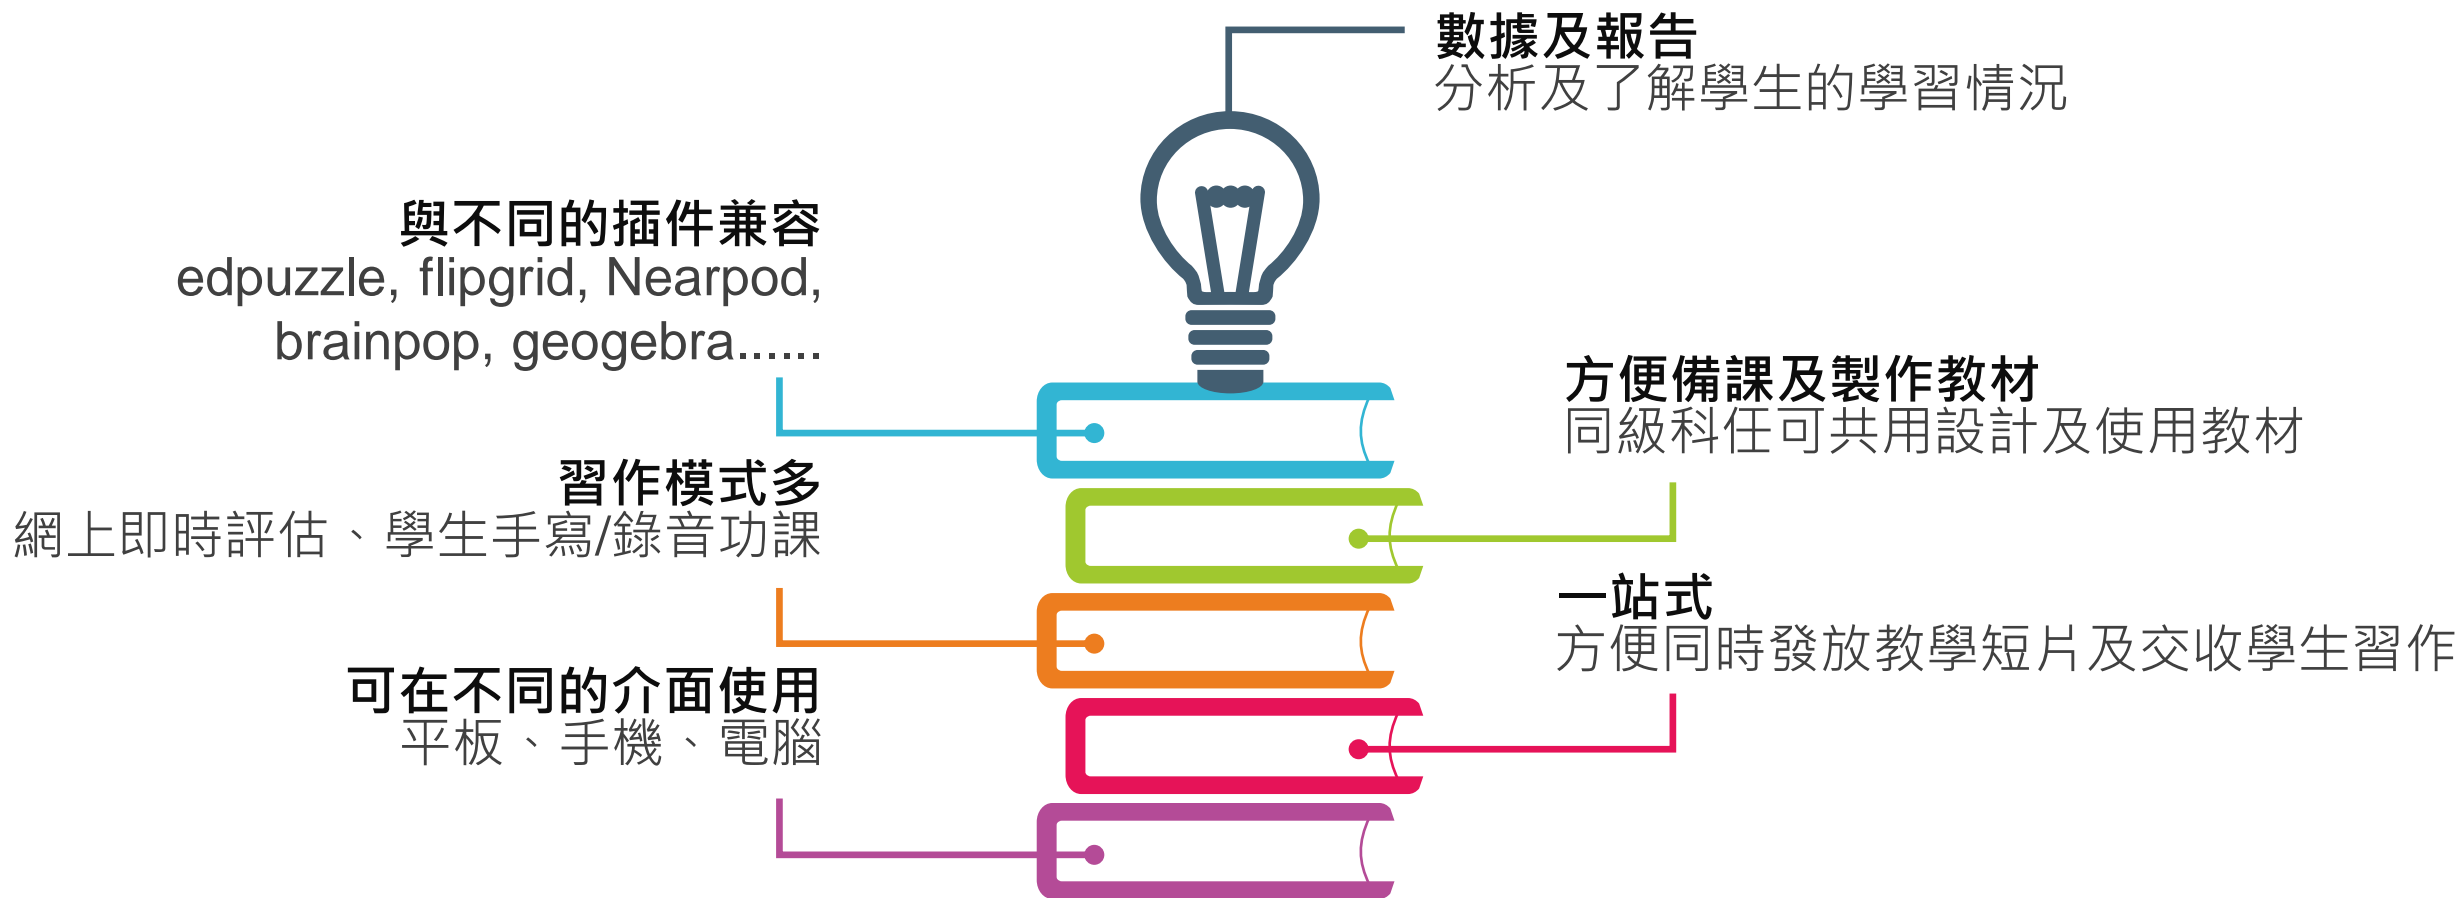 數據及報告
分析及了解學生的學習情況
與不同的插件兼容
edpuzzle, flipgrid, Nearpod,
brainpop, geogebra......
方便備課及製作教材
同級科任可共用設計及使用教材
習作模式多
網上即時評估、學生手寫/錄音功課
一站式
方便同時發放教學短片及交收學生習作
可在不同的介面使用
平板、手機、電腦